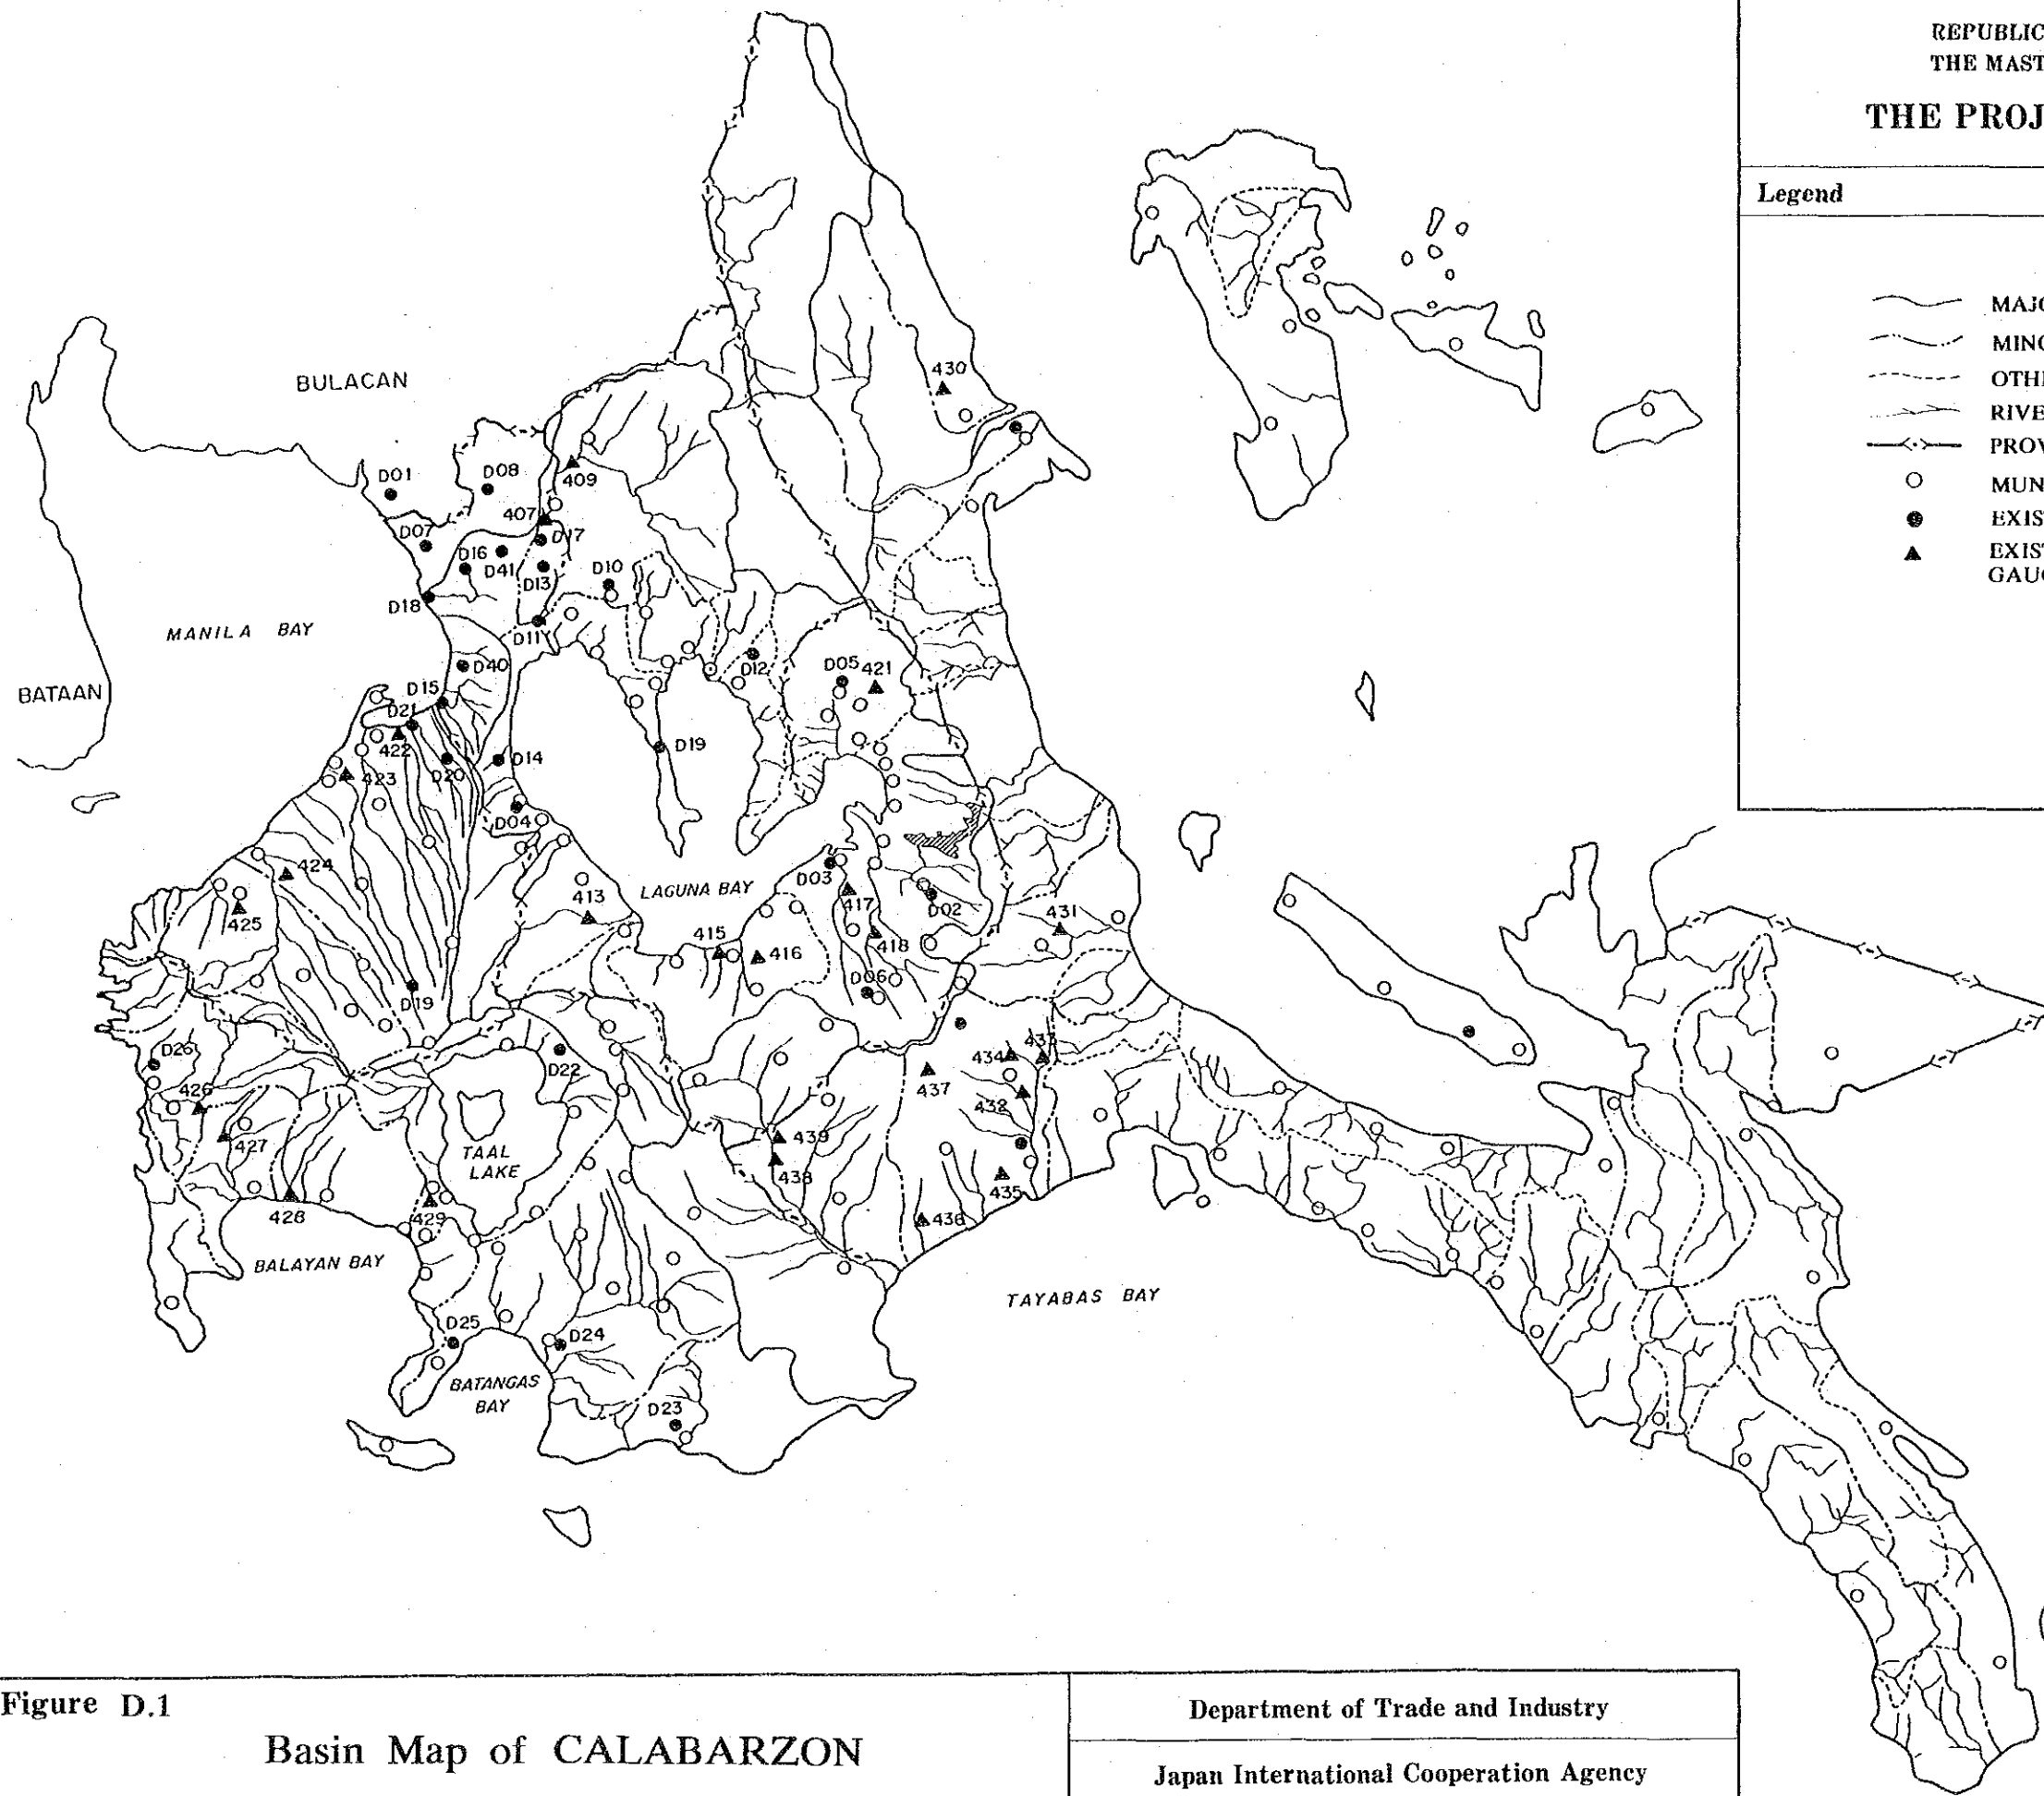 REPUBLIC
THE MAST
THE PROJ
Legend
MAJO
MINO
OTHE
RIVE
PROV
MUN
EXIS
EXIS
GAUG
BULACAN
430
D01
D08
409
407
D07
D17
D16
D41
D13
D10
D18
D11
MANILA BAY
D40
D12
D05
421
BATAAN
D15
D21
D19
422
D20
D14
423
D04
424
LAGUNA BAY
D03
413
417
D02
425
431
415
416
418
D06
D19
D26
D22
434
433
437
426
432
427
439
TAAL
LAKE
438
435
428
429
436
BALAYAN BAY
TAYABAS BAY
D25
D24
BATANGAS
BAY
D23
Figure D.1
Basin Map of CALABARZON
Department of Trade and Industry
Japan International Cooperation Agency